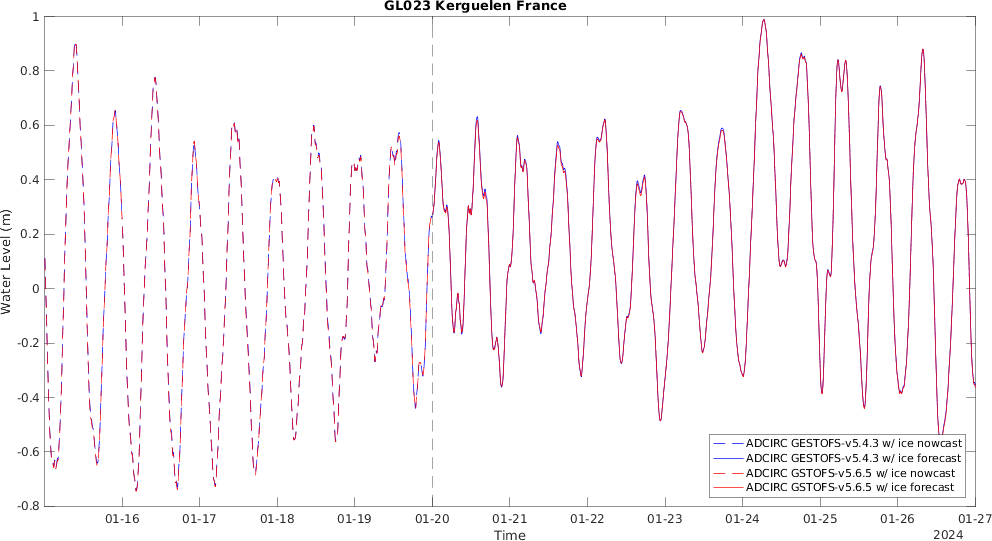 GL023 Kerguelen France
1
0.8
0.6
0.4
0.2
0
-0.2
-0.4
-0.6
-0.8
Water Level (m)
ADCIRC GESTOFS-v5.4.3 w/ ice nowcast
ADCIRC GESTOFS-v5.4.3 w/ ice forecast
ADCIRC GSTOFS-v5.6.5 w/ ice nowcast
ADCIRC GSTOFS-v5.6.5 w/ ice forecast
01-16 01-17 01-18 01-19 01-20 01-21 01-22 01-23 01-24 01-25 01-26 01-27
Time
2024